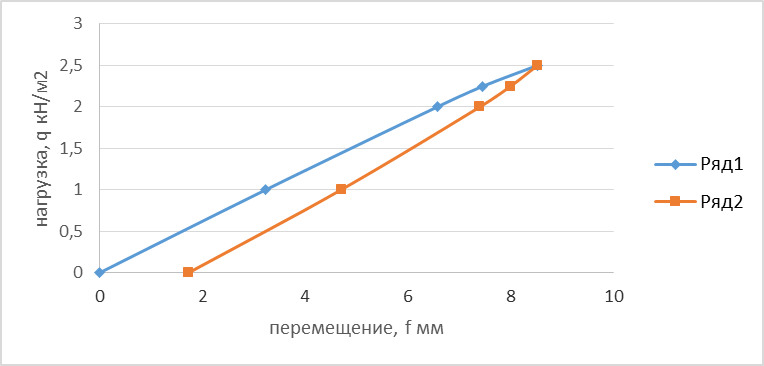 3
2,5
2
1,5
1
0,5
0
0 2 4 6 8 10
нагрузка, q кН/м2
перемещение, f мм
Ряд1
Ряд2